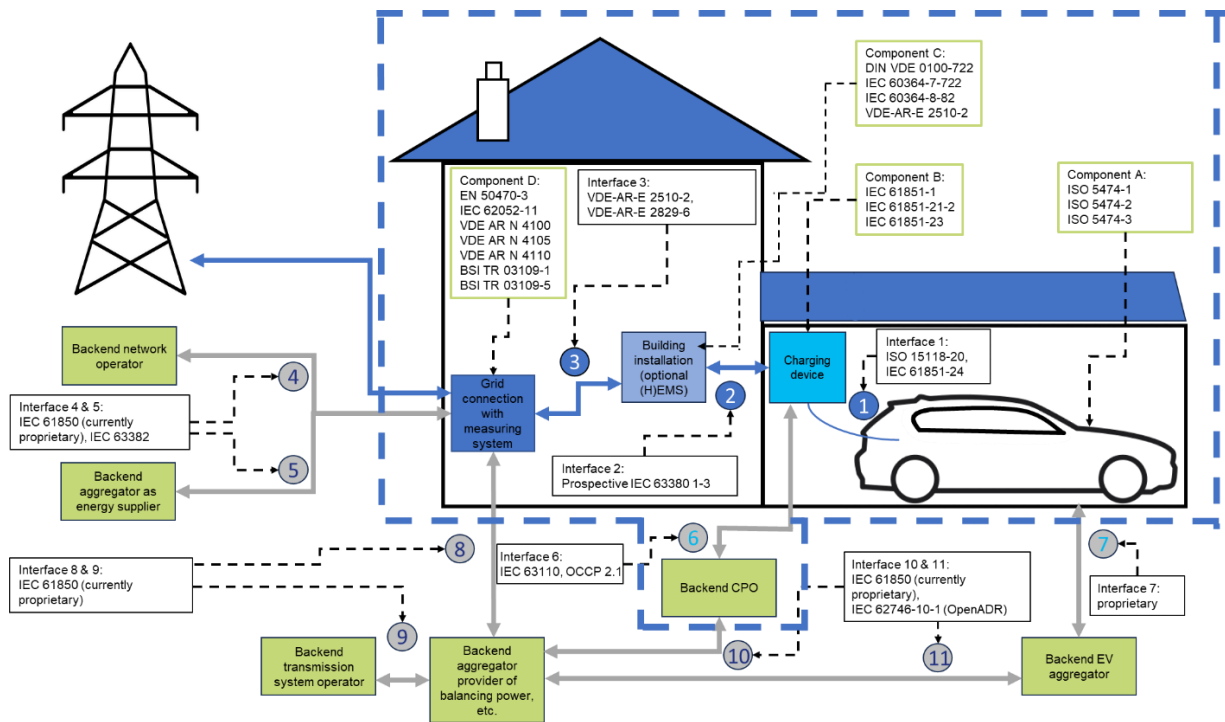 Component C:
DIN VDE 0100-722
IEC 60364-7-722
IEC 60364-8-82
VDE-AR-E 2510-2
Component D:
EN 50470-3
IEC 62052-11
VDE AR N 4100
VDE AR N 4105
VDE AR N 4110
BSI TR 03109-1
BSI TR 03109-5
Interface 3:
VDE-AR-E 2510-2,
VDE-AR-E 2829-6
Component B:
IEC 61851-1
IEC 61851-21-2
IEC 61851-23
Component A:
ISO 5474-1
ISO 5474-2
ISO 5474-3
Backend network
operator
4
Interface 4 & 5:
IEC 61850 (currently
proprietary), IEC 63382
5
Backend
aggregator as
energy supplier
Grid
connection with
measuring
system
3
Building
installation
(optional
(H)EMS)
2
Charging
device
Interface 1:
ISO 15118-20,
IEC 61851-24
1
Interface 2:
Prospective IEC 63380 1-3
Interface 8 & 9:
IEC 61850 (currently
proprietary)
8
9
Interface 6:
IEC 63110, OCCP 2.1
6
Backend CPO
Interface 10 & 11:
IEC 61850 (currently
proprietary),
IEC 62746-10-1 (OpenADR)
7
Interface 7:
proprietary
Backend
transmission
system operator
Backend
aggregator
provider of
balancing power,
etc.
10
11
Backend EV
aggregator